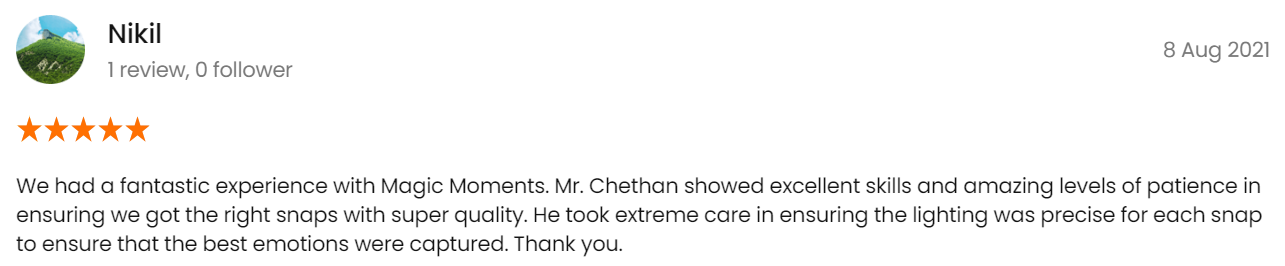 Nikil
1 review, 0 follower
8 Aug 2021
We had a fantastic experience with Magic Moments. Mr. Chethan showed excellent skills and amazing levels of patience in
ensuring we got the right snaps with super quality. He took extreme care in ensuring the lighting was precise for each snap
to ensure that the best emotions were captured. Thank you.